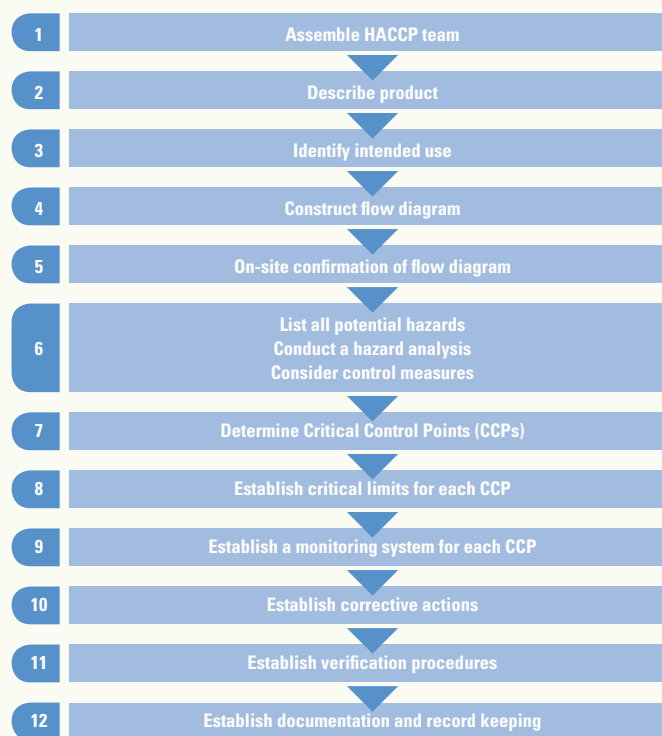 1
Assemble HACCP team
2
Describe product
3
Identify intended use
4
Construct flow diagram
5
On-site confirmation of flow diagram
6
List all potential hazards
Conduct a hazard analysis
Consider control measures
7
Determine Critical Control Points (CCPs)
8
Establish critical limits for each CCP
9
Establish a monitoring system for each CCP
10
Establish corrective actions
11
Establish verification procedures
12
Establish documentation and record keeping